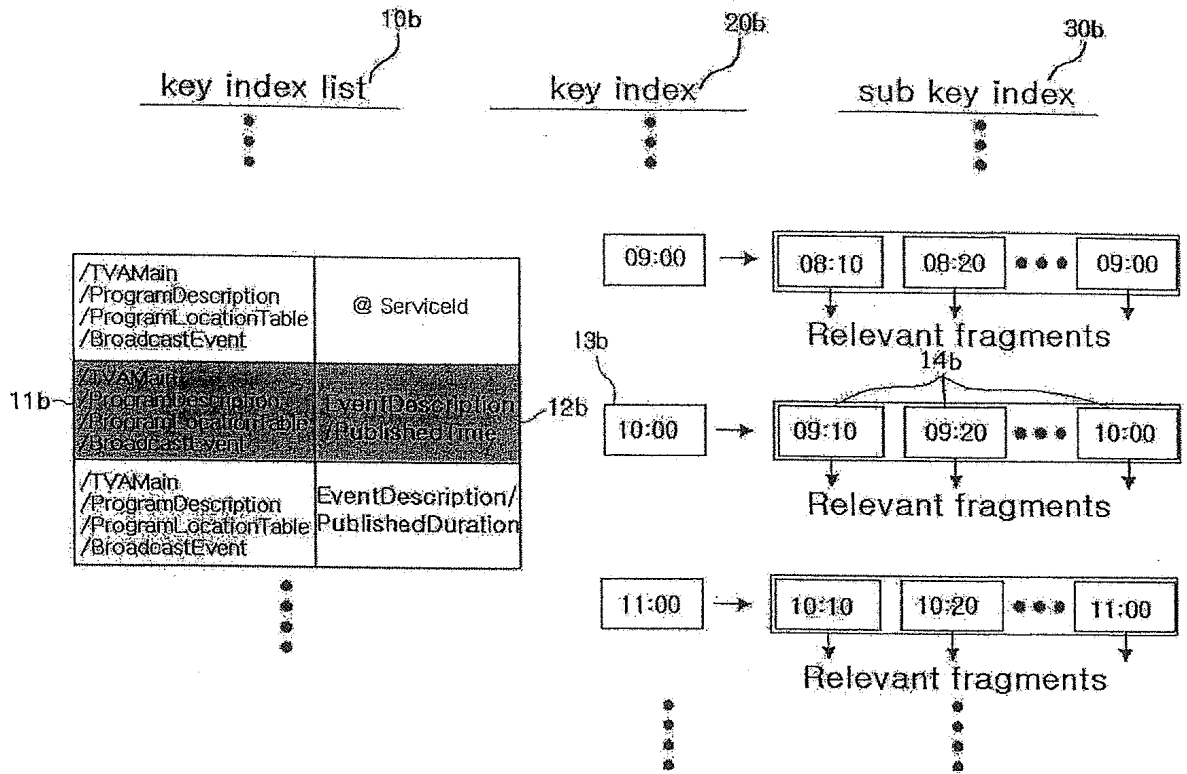 10b
20b
30b
key index list
key index
sub key index
09:00
08:10
08:20
09:00
Relevant fragments
/TVAMain
/ProgramDescription
/ProgramLocationTable
/BroadcastEvent
@ ServiceId
13b
14b
11b
/TVAMain
/ProgramDescription
/ProgramLocationTable
/BroadcastEvent
EventDescription
/PublishedTime
12b
10:00
09:10
09:20
10:00
Relevant fragments
/TVAMain
/ProgramDescription
/ProgramLocationTable
/BroadcastEvent
EventDescription/
PublishedDuration
11:00
10:10
10:20
11:00
Relevant fragments